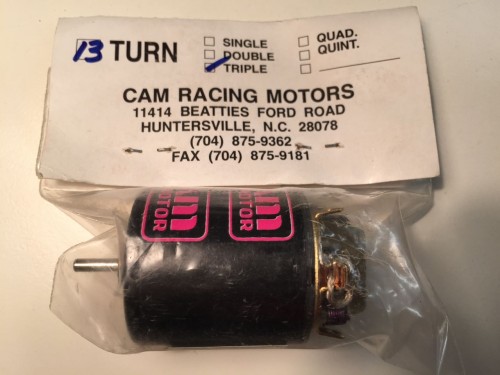 13 TURN
SINGLE
DOUBLE
TRIPLE
QUAD.
QUINT.
CAM RACING MOTORS
11414 BEATTIES FORD ROAD
HUNTERSVILLE, N.C. 28078
(704) 875-9362
FAX (704) 875-9181
MOTOR